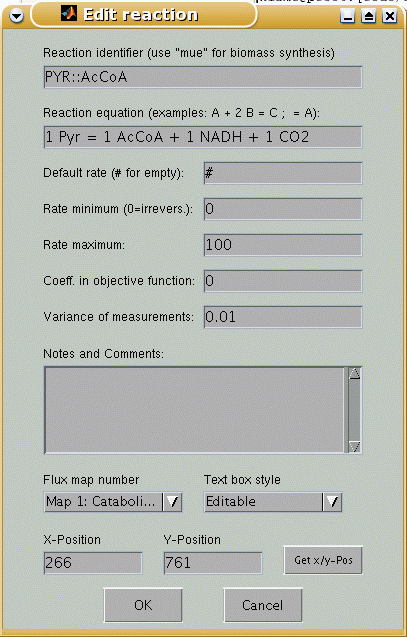 Edit reaction
Reaction identifier (use "mue" for biomass synthesis)
PYR::AcCoA
Reaction equation (examples: A + 2 B = C ;  = A):
1 Pyr = 1 AcCoA + 1 NADH + 1 CO2
Default rate (# for empty): #
Rate minimum (0=irrevers.): 0
Rate maximum: 100
Coeff. in objective function: 0
Variance of measurements: 0.01
Notes and Comments:
Flux map number Text box style
Map 1: Cataboli... Editable
X-Position Y-Position
266 761 Get x/y-Pos
OK Cancel